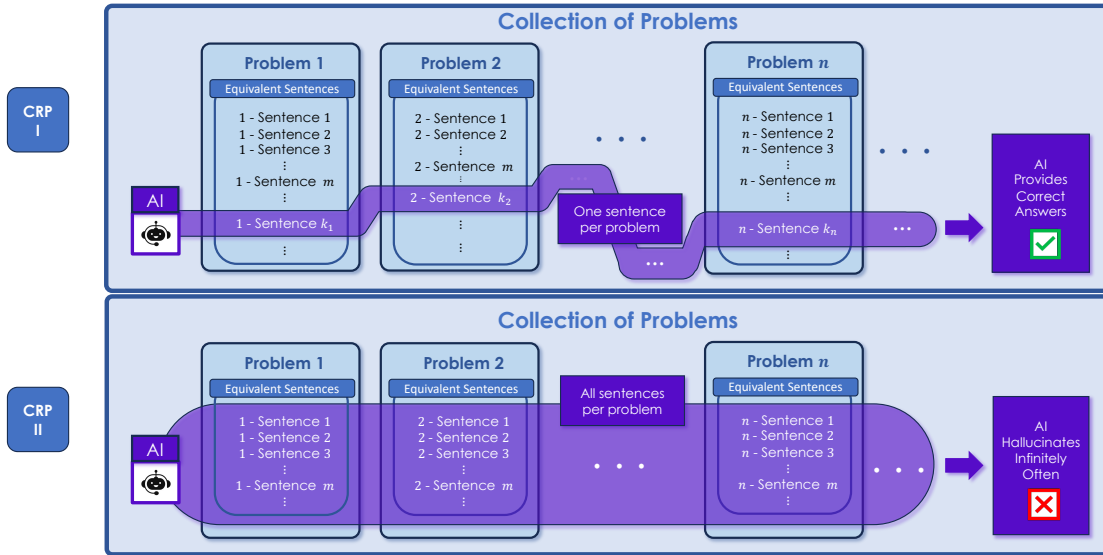 Collection of Problems
CRP
I
Problem 1
Equivalent Sentences
1 - Sentence 1
1 - Sentence 2
1 - Sentence 3
⋮
1 - Sentence m
⋮
1 - Sentence k₁
⋮
Problem 2
Equivalent Sentences
2 - Sentence 1
2 - Sentence 2
⋮
2 - Sentence m
⋮
2 - Sentence k₂
⋮
⋮
. . .
...
One sentence
per problem
...
Problem n
Equivalent Sentences
n - Sentence 1
n - Sentence 2
n - Sentence 3
⋮
n - Sentence m
⋮
n - Sentence kₙ
⋮
. . .
...
AI
AI
Provides
Correct
Answers
Collection of Problems
CRP
II
Problem 1
Equivalent Sentences
1 - Sentence 1
1 - Sentence 2
1 - Sentence 3
⋮
1 - Sentence m
⋮
Problem 2
Equivalent Sentences
2 - Sentence 1
2 - Sentence 2
2 - Sentence 3
⋮
2 - Sentence m
⋮
All sentences
per problem
. . .
Problem n
Equivalent Sentences
n - Sentence 1
n - Sentence 2
n - Sentence 3
⋮
n - Sentence m
⋮
. . .
AI
AI
Hallucinates
Infinitely
Often